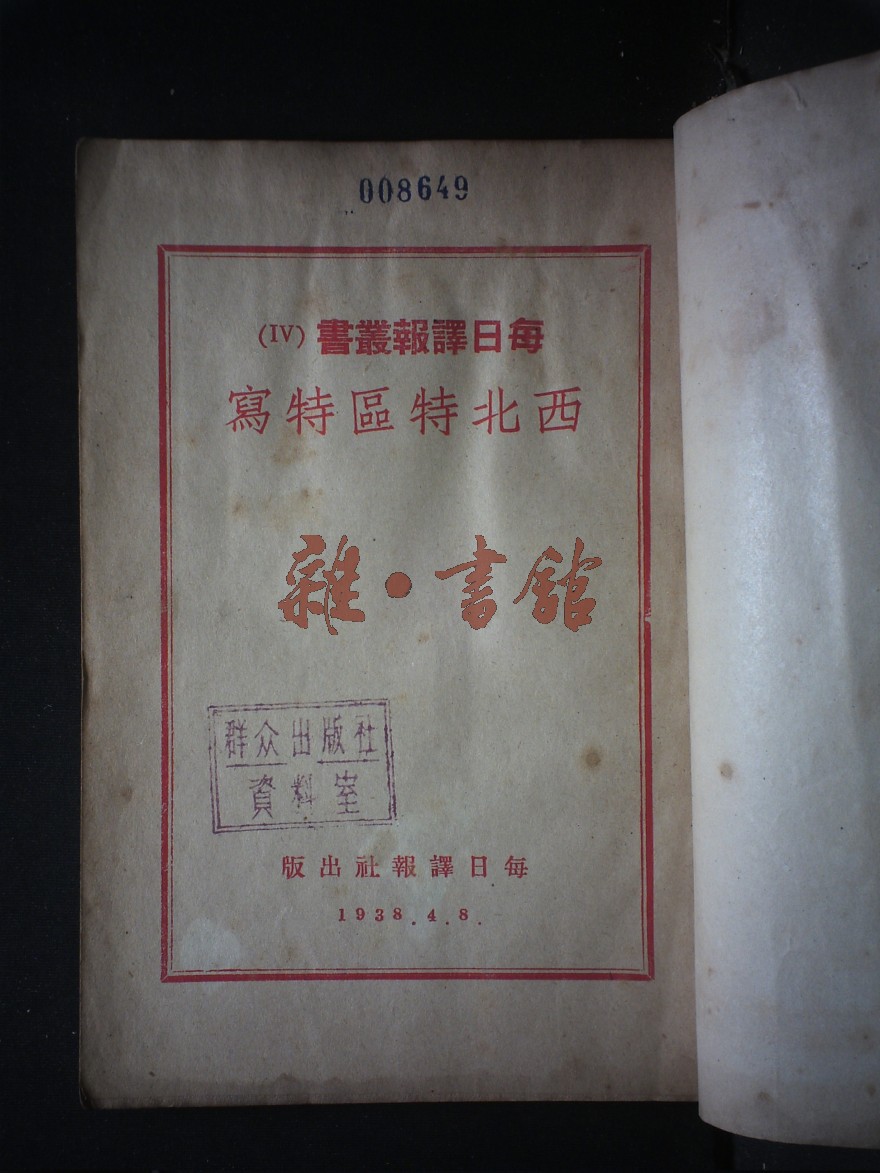 008649
每日譯報叢書(IV)
西北特區特寫
雜·書館
群众出版社
資料室
每日譯報社出版
1938.4.8.